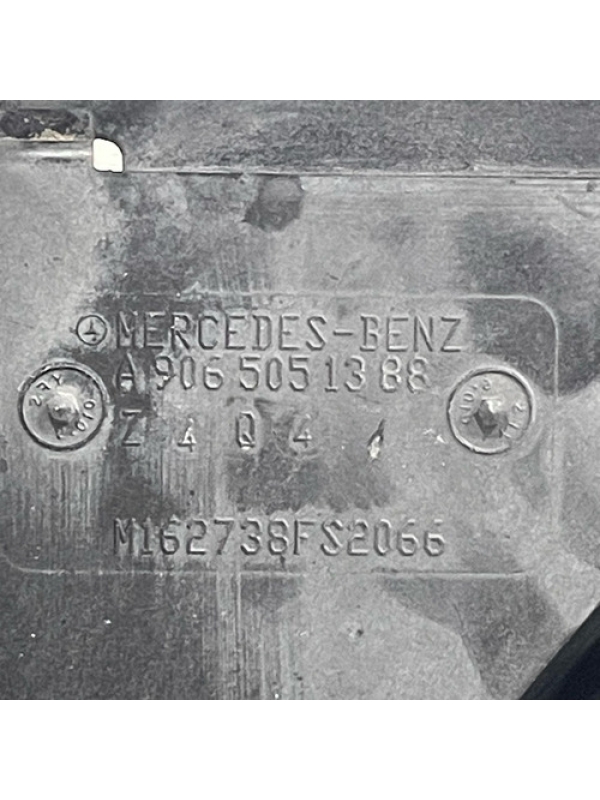 MERCEDES-BENZ
A 906 505 13 88
Z 4 Q 4
M162738FS2066